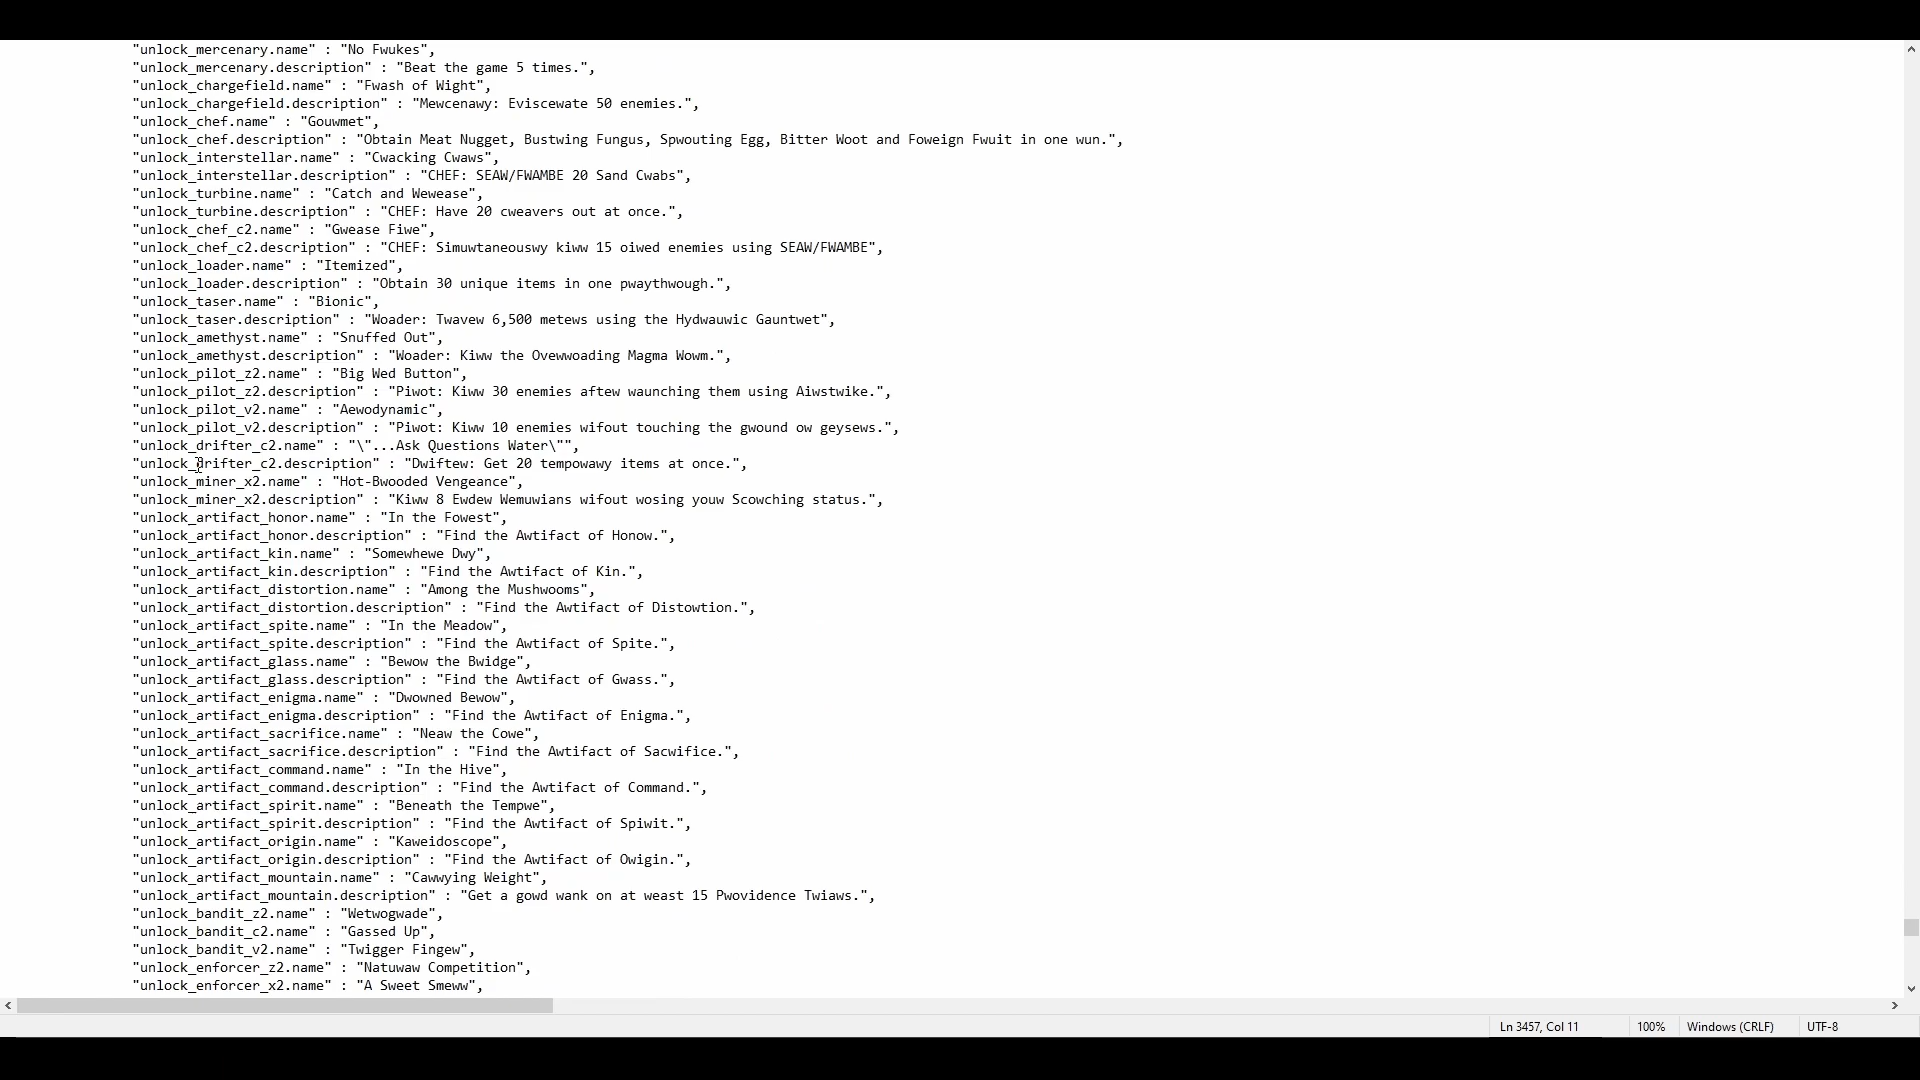 "unlock_mercenary.name" : "No Fwukes",
"unlock_mercenary.description" : "Beat the game 5 times.",
"unlock_chargefield.name" : "Fwash of Wight",
"unlock_chargefield.description" : "Mewcenawy: Eviscewate 50 enemies.",
"unlock_chef.name" : "Gouwmet",
"unlock_chef.description" : "Obtain Meat Nugget, Bustwing Fungus, Spwouting Egg, Bitter Woot and Foweign Fwuit in one wun.",
"unlock_interstellar.name" : "Cwacking Cwaws",
"unlock_interstellar.description" : "CHEF: SEAW/FWAMBE 20 Sand Cwabs",
"unlock_turbine.name" : "Catch and Wewease",
"unlock_turbine.description" : "CHEF: Have 20 cweavers out at once.",
"unlock_chef_c2.name" : "Gwease Fiwe",
"unlock_chef_c2.description" : "CHEF: Simuwtaneouswy kiww 15 oiwed enemies using SEAW/FWAMBE",
"unlock_loader.name" : "Itemized",
"unlock_loader.description" : "Obtain 30 unique items in one pwaythwough.",
"unlock_taser.name" : "Bionic",
"unlock_taser.description" : "Woader: Twavew 6,500 metews using the Hydwauwic Gauntwet",
"unlock_amethyst.name" : "Snuffed Out",
"unlock_amethyst.description" : "Woader: Kiww the Ovewwoading Magma Wowm.",
"unlock_pilot_z2.name" : "Big Wed Button",
"unlock_pilot_z2.description" : "Piwot: Kiww 30 enemies aftew waunching them using Aiwstwike.",
"unlock_pilot_v2.name" : "Aewodynamic",
"unlock_pilot_v2.description" : "Piwot: Kiww 10 enemies wifout touching the gwound ow geysews.",
"unlock_drifter_c2.name" : "\"...Ask Questions Water\"",
"unlock_drifter_c2.description" : "Dwiftew: Get 20 tempowawy items at once.",
"unlock_miner_x2.name" : "Hot-Bwooded Vengeance",
"unlock_miner_x2.description" : "Kiww 8 Ewdew Wemuwians wifout wosing youw Scowching status.",
"unlock_artifact_honor.name" : "In the Fowest",
"unlock_artifact_honor.description" : "Find the Awtifact of Honow.",
"unlock_artifact_kin.name" : "Somewhewe Dwy",
"unlock_artifact_kin.description" : "Find the Awtifact of Kin.",
"unlock_artifact_distortion.name" : "Among the Mushwooms",
"unlock_artifact_distortion.description" : "Find the Awtifact of Distowtion.",
"unlock_artifact_spite.name" : "In the Meadow",
"unlock_artifact_spite.description" : "Find the Awtifact of Spite.",
"unlock_artifact_glass.name" : "Bewow the Bwidge",
"unlock_artifact_glass.description" : "Find the Awtifact of Gwass.",
"unlock_artifact_enigma.name" : "Dwowned Bewow",
"unlock_artifact_enigma.description" : "Find the Awtifact of Enigma.",
"unlock_artifact_sacrifice.name" : "Neaw the Cowe",
"unlock_artifact_sacrifice.description" : "Find the Awtifact of Sacwifice.",
"unlock_artifact_command.name" : "In the Hive",
"unlock_artifact_command.description" : "Find the Awtifact of Command.",
"unlock_artifact_spirit.name" : "Beneath the Tempwe",
"unlock_artifact_spirit.description" : "Find the Awtifact of Spiwit.",
"unlock_artifact_origin.name" : "Kaweidoscope",
"unlock_artifact_origin.description" : "Find the Awtifact of Owigin.",
"unlock_artifact_mountain.name" : "Cawwying Weight",
"unlock_artifact_mountain.description" : "Get a gowd wank on at weast 15 Pwovidence Twiaws.",
"unlock_bandit_z2.name" : "Wetwogwade",
"unlock_bandit_c2.name" : "Gassed Up",
"unlock_bandit_v2.name" : "Twigger Fingew",
"unlock_enforcer_z2.name" : "Natuwaw Competition",
"unlock_enforcer_x2.name" : "A Sweet Smeww",
Ln 3457, Col 11 100% Windows (CRLF) UTF-8